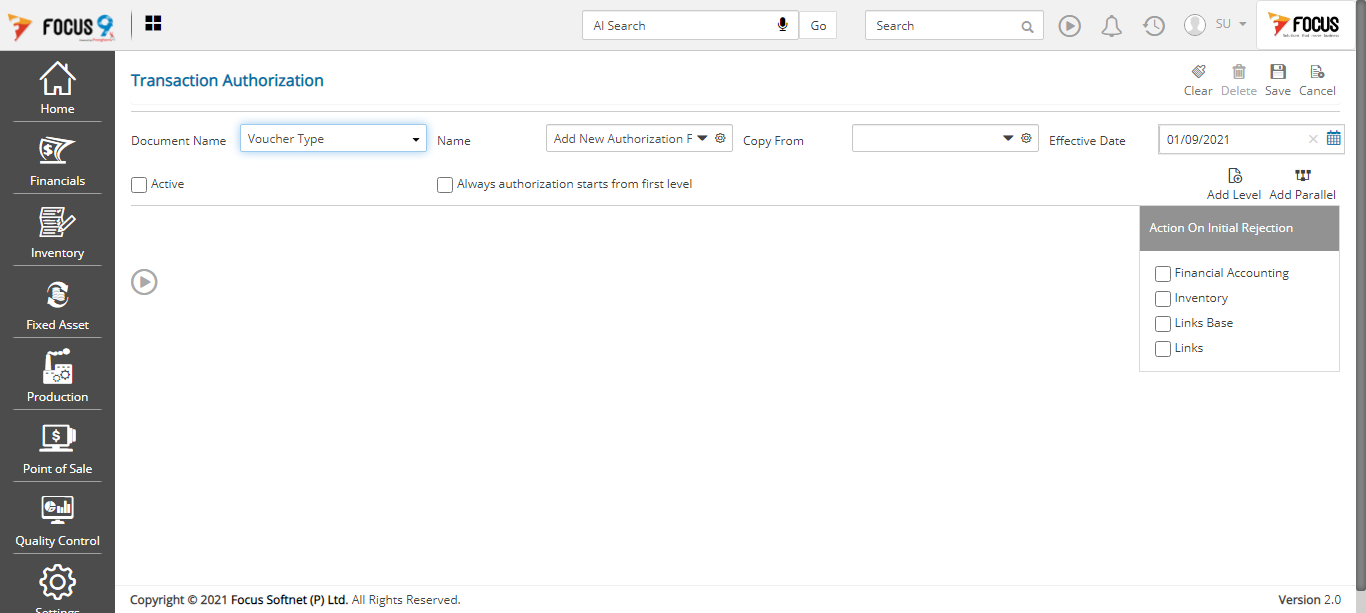 FOCUS 9
AI Search
Go
Search
SU
FOCUS
Home
Financials
Inventory
Fixed Asset
Production
Point of Sale
Quality Control
Settings
Transaction Authorization
Clear
Delete
Save
Cancel
Document Name
Voucher Type
Name
Add New Authorization F
Copy From
Effective Date
01/09/2021
Active
Always authorization starts from first level
Add Level
Add Parallel
Action On Initial Rejection
Financial Accounting
Inventory
Links Base
Links
Copyright © 2021 Focus Softnet (P) Ltd. All Rights Reserved.
Version 2.0